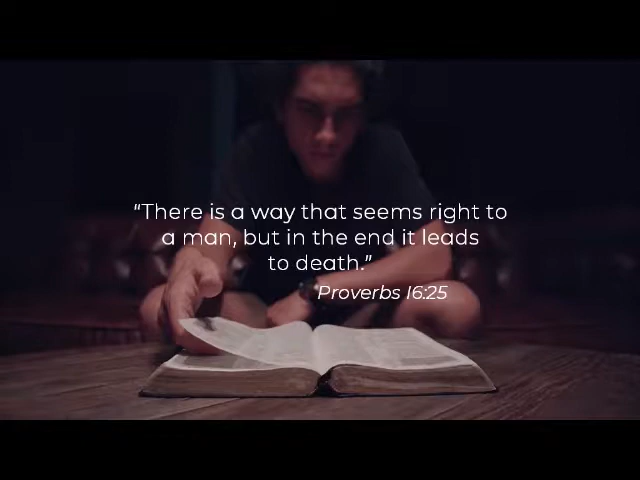 “There is a way that seems right to
a man, but in the end it leads
to death.”
Proverbs 16:25